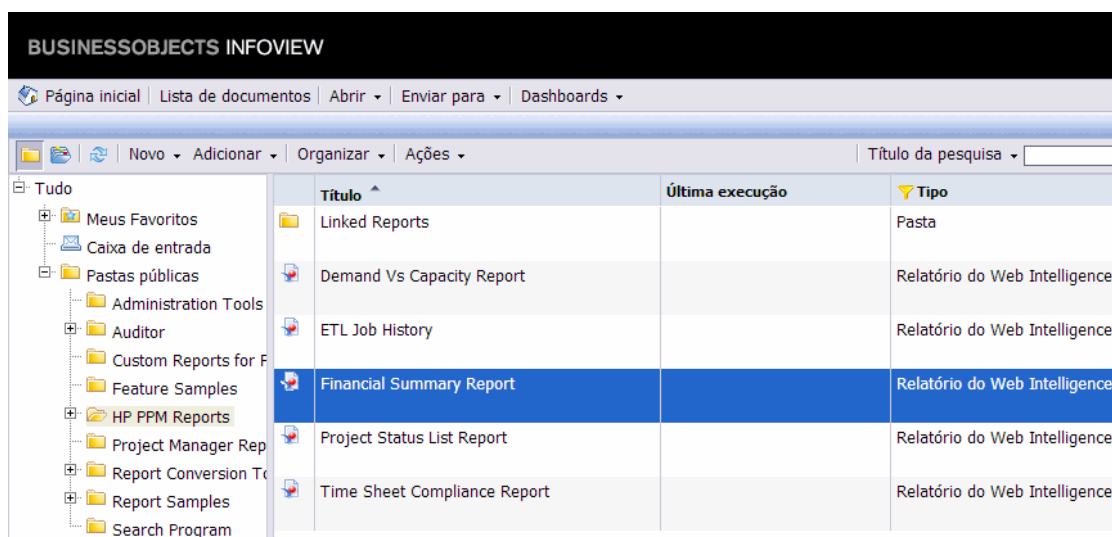 BUSINESSOBJECTS INFOVIEW
Página inicial Lista de documentos Abrir Enviar para Dashboards
Novo Adicionar Organizar Ações Título da pesquisa
Tudo
Meus Favoritos
Caixa de entrada
Pastas públicas
Administration Tools
Auditor
Custom Reports for
Feature Samples
HP PPM Reports
Project Manager Rep
Report Conversion To
Report Samples
Search Program
Título Última execução Tipo
Linked Reports Pasta
Demand Vs Capacity Report Relatório do Web Intelligence
ETL Job History Relatório do Web Intelligence
Financial Summary Report Relatório do Web Intelligence
Project Status List Report Relatório do Web Intelligence
Time Sheet Compliance Report Relatório do Web Intelligence